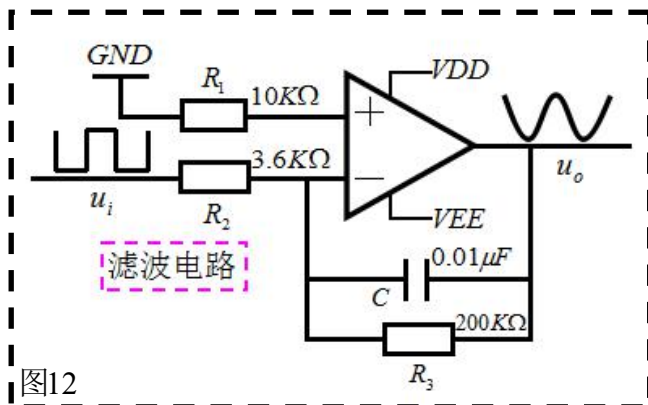 GND
R₁
10KΩ
VDD
+
3.6KΩ
−
uᵢ
R₂
VEE
uₒ
滤波电路
0.01μF
C
200KΩ
R₃
图12